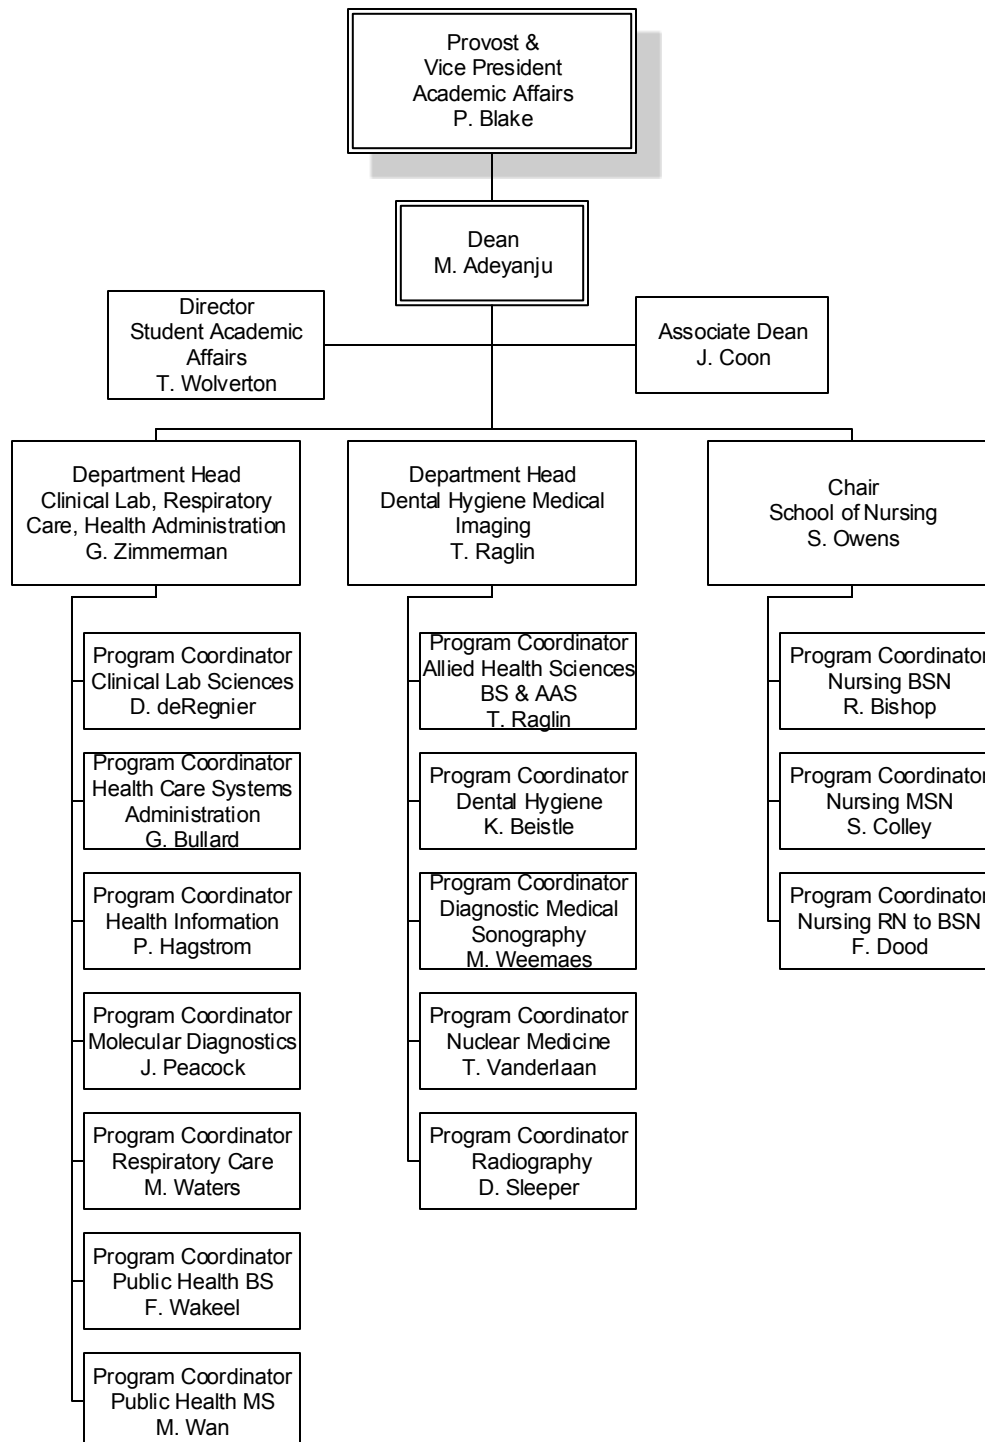 Provost &
Vice President
Academic Affairs
P. Blake
Dean
M. Adeyanju
Director
Student Academic
Affairs
T. Wolverton
Associate Dean
J. Coon
Department Head
Clinical Lab, Respiratory
Care, Health Administration
G. Zimmerman
Department Head
Dental Hygiene Medical
Imaging
T. Raglin
Chair
School of Nursing
S. Owens
Program Coordinator
Clinical Lab Sciences
D. deRegnier
Program Coordinator
Health Care Systems
Administration
G. Bullard
Program Coordinator
Health Information
P. Hagstrom
Program Coordinator
Molecular Diagnostics
J. Peacock
Program Coordinator
Respiratory Care
M. Waters
Program Coordinator
Public Health BS
F. Wakeel
Program Coordinator
Public Health MS
M. Wan
Program Coordinator
Allied Health Sciences
BS & AAS
T. Raglin
Program Coordinator
Dental Hygiene
K. Beistle
Program Coordinator
Diagnostic Medical
Sonography
M. Weemaes
Program Coordinator
Nuclear Medicine
T. Vanderlaan
Program Coordinator
Radiography
D. Sleeper
Program Coordinator
Nursing BSN
R. Bishop
Program Coordinator
Nursing MSN
S. Colley
Program Coordinator
Nursing RN to BSN
F. Dood